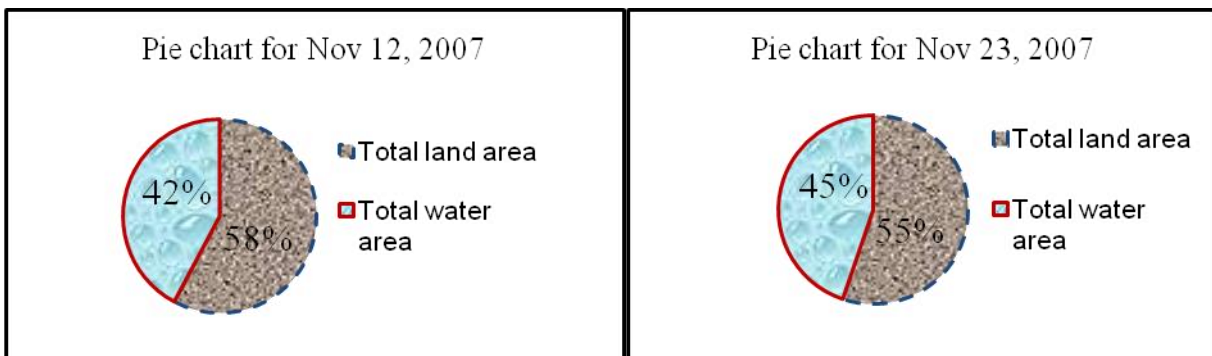 Pie chart for Nov 12, 2007
42%
58%
Total land area
Total water
area
Pie chart for Nov 23, 2007
45%
55%
Total land area
Total water
area